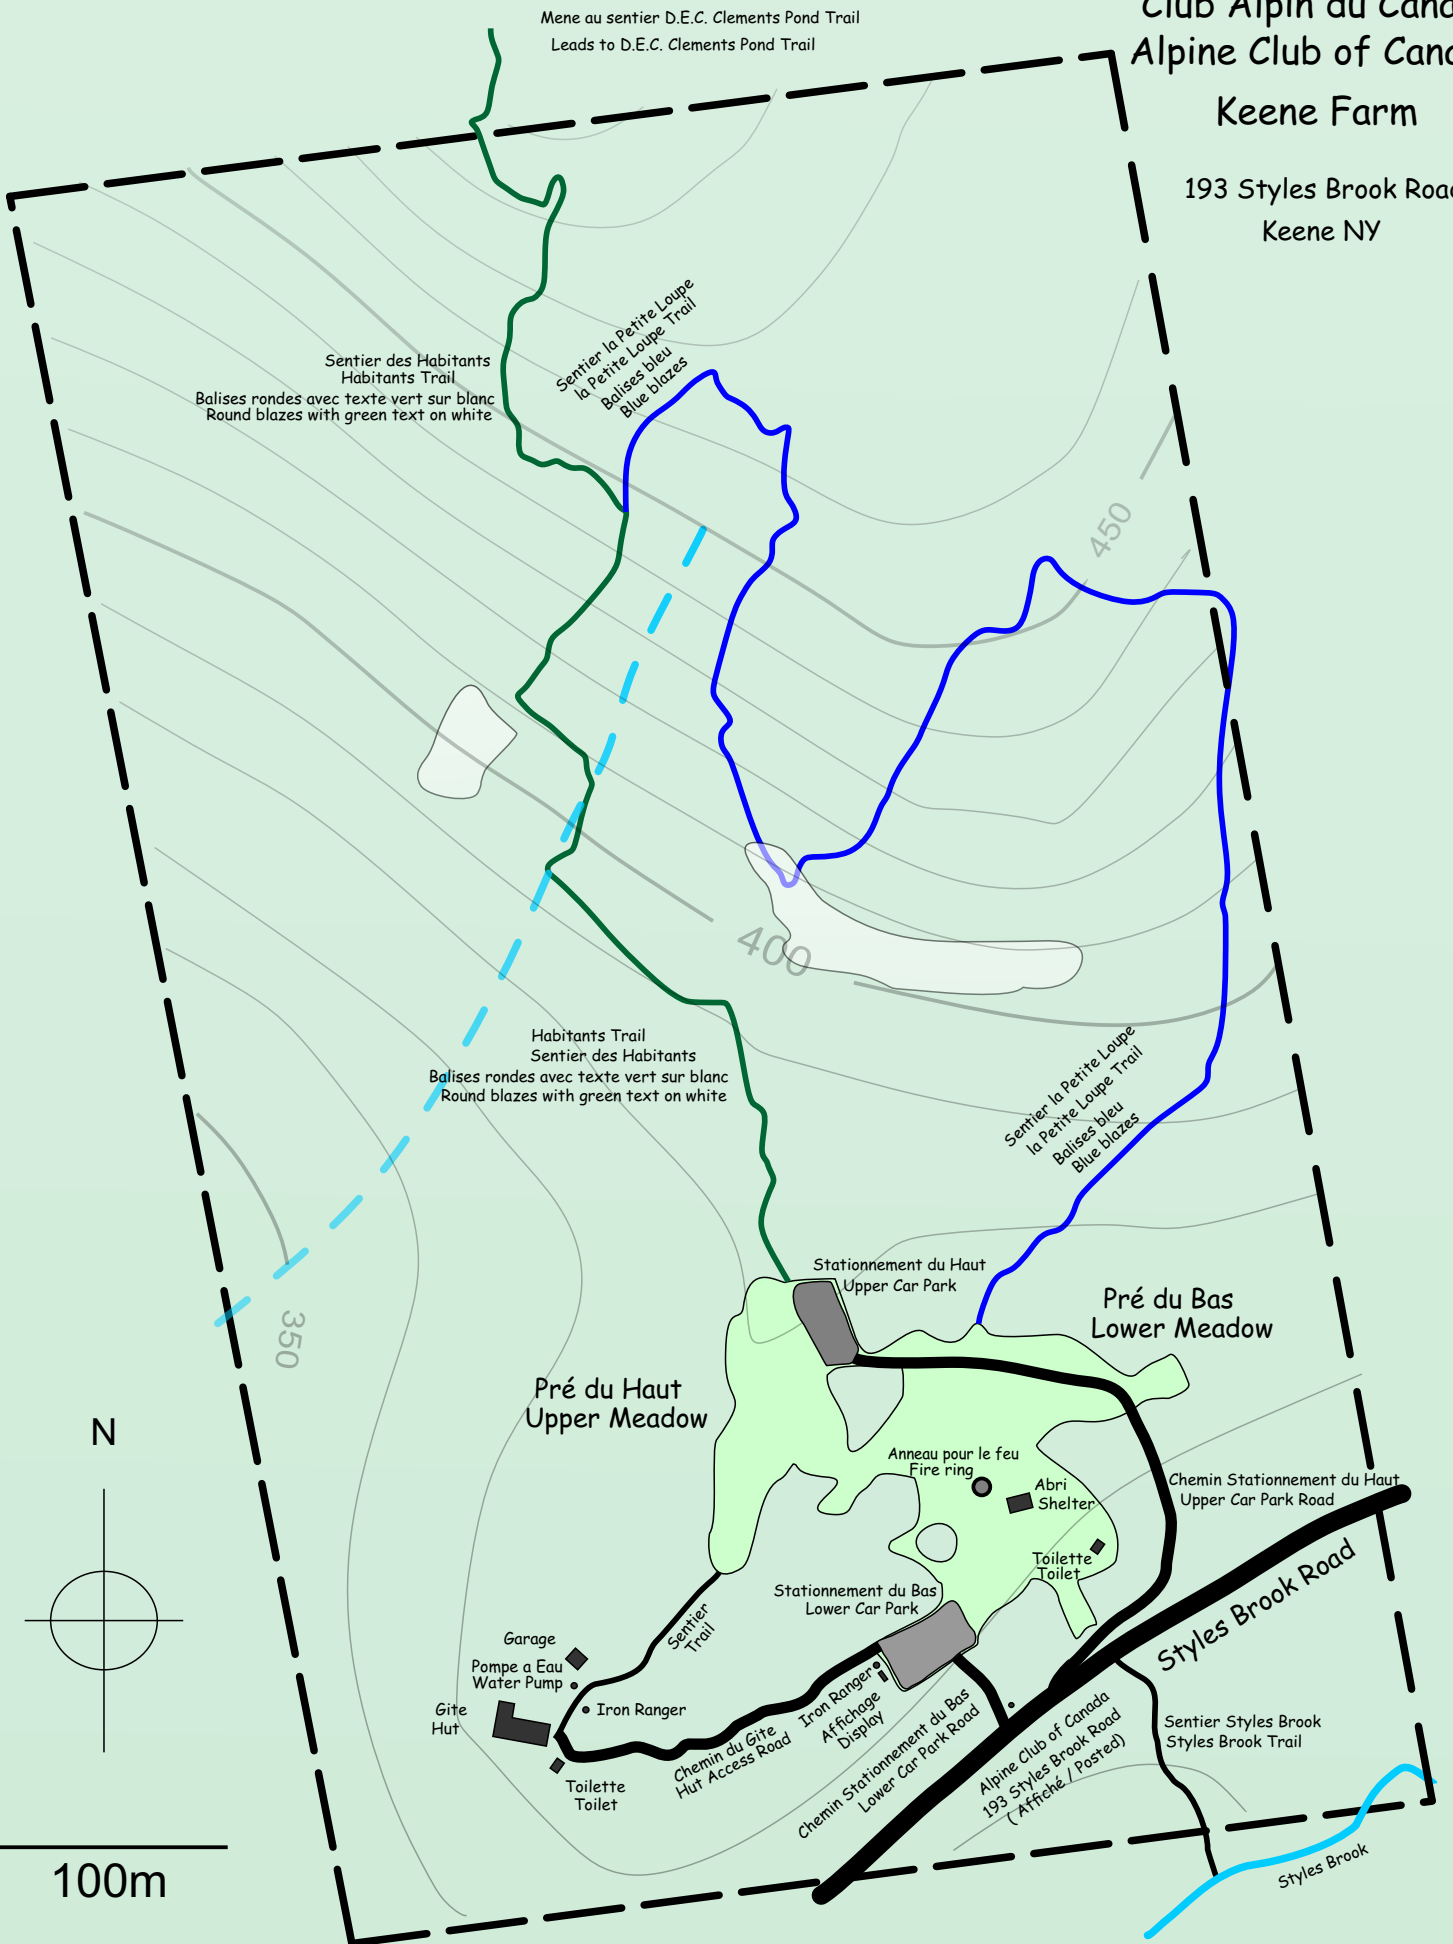 Mene au sentier D.E.C. Clements Pond Trail
Leads to D.E.C. Clements Pond Trail
Club Alpin du Cana
Alpine Club of Cana
Keene Farm
193 Styles Brook Road
Keene NY
Sentier la Petite Loupe
la Petite Loupe Trail
Balises bleu
Blue blazes
Sentier des Habitants
Habitants Trail
Balises rondes avec texte vert sur blanc
Round blazes with green text on white
450
400
Habitants Trail
Sentier des Habitants
Balises rondes avec texte vert sur blanc
Round blazes with green text on white
Sentier la Petite Loupe
la Petite Loupe Trail
Balises bleu
Blue blazes
Stationnement du Haut
Upper Car Park
Pré du Bas
Lower Meadow
350
Pré du Haut
Upper Meadow
N
Anneau pour le feu
Fire ring
Abri
Shelter
Chemin Stationnement du Haut
Upper Car Park Road
Toilette
Toilet
Styles Brook Road
Stationnement du Bas
Lower Car Park
Sentier
Trail
Garage
Pompe a Eau
Water Pump
Gite
Hut
Iron Ranger
Iron Ranger
Affichage
Display
Chemin du Gite
Hut Access Road
Chemin Stationnement du Bas
Lower Car Park Road
Alpine Club of Canada
193 Styles Brook Road
( Affiché / Posted)
Sentier Styles Brook
Styles Brook Trail
Toilette
Toilet
Styles Brook
100m